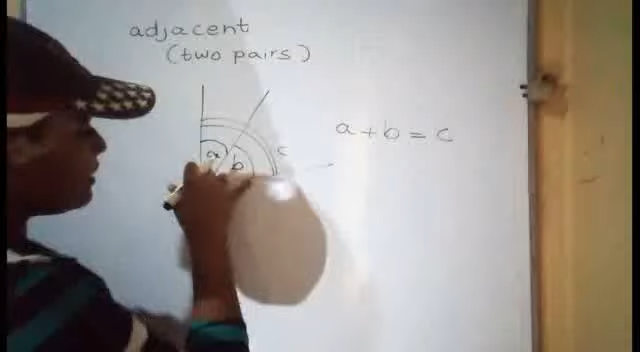 adjacent
(two pairs)
a
b
c
a + b = c